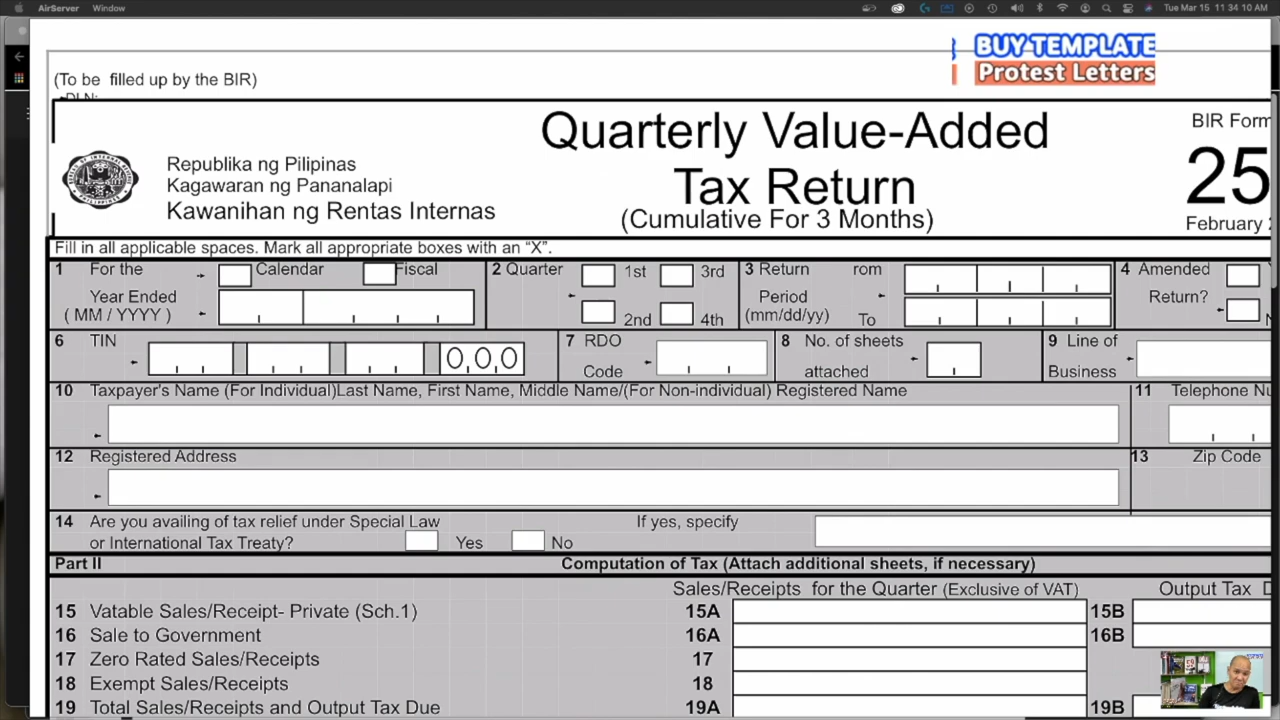 AirServer Window
Tue Mar 15 11 34 10 AM
BUY TEMPLATE
Protest Letters
(To be filled up by the BIR)
DLN:
Quarterly Value-Added
Tax Return
(Cumulative For 3 Months)
Republika ng Pilipinas
Kagawaran ng Pananalapi
Kawanihan ng Rentas Internas
BIR Form
25
February 2
Fill in all applicable spaces. Mark all appropriate boxes with an “X”.
1 For the Calendar Fiscal
Year Ended
( MM / YYYY )
2 Quarter 1st 3rd
2nd 4th
3 Return rom
Period
(mm/dd/yy) To
4 Amended
Return?
6 TIN 0 0 0
7 RDO
Code
8 No. of sheets
attached
9 Line of
Business
10 Taxpayer's Name (For Individual)Last Name, First Name, Middle Name/(For Non-individual) Registered Name
11 Telephone Nu
12 Registered Address
13 Zip Code
14 Are you availing of tax relief under Special Law
or International Tax Treaty? Yes No
If yes, specify
Part II Computation of Tax (Attach additional sheets, if necessary)
Sales/Receipts for the Quarter (Exclusive of VAT) Output Tax D
15 Vatable Sales/Receipt- Private (Sch.1) 15A 15B
16 Sale to Government 16A 16B
17 Zero Rated Sales/Receipts 17
18 Exempt Sales/Receipts 18
19 Total Sales/Receipts and Output Tax Due 19A 19B